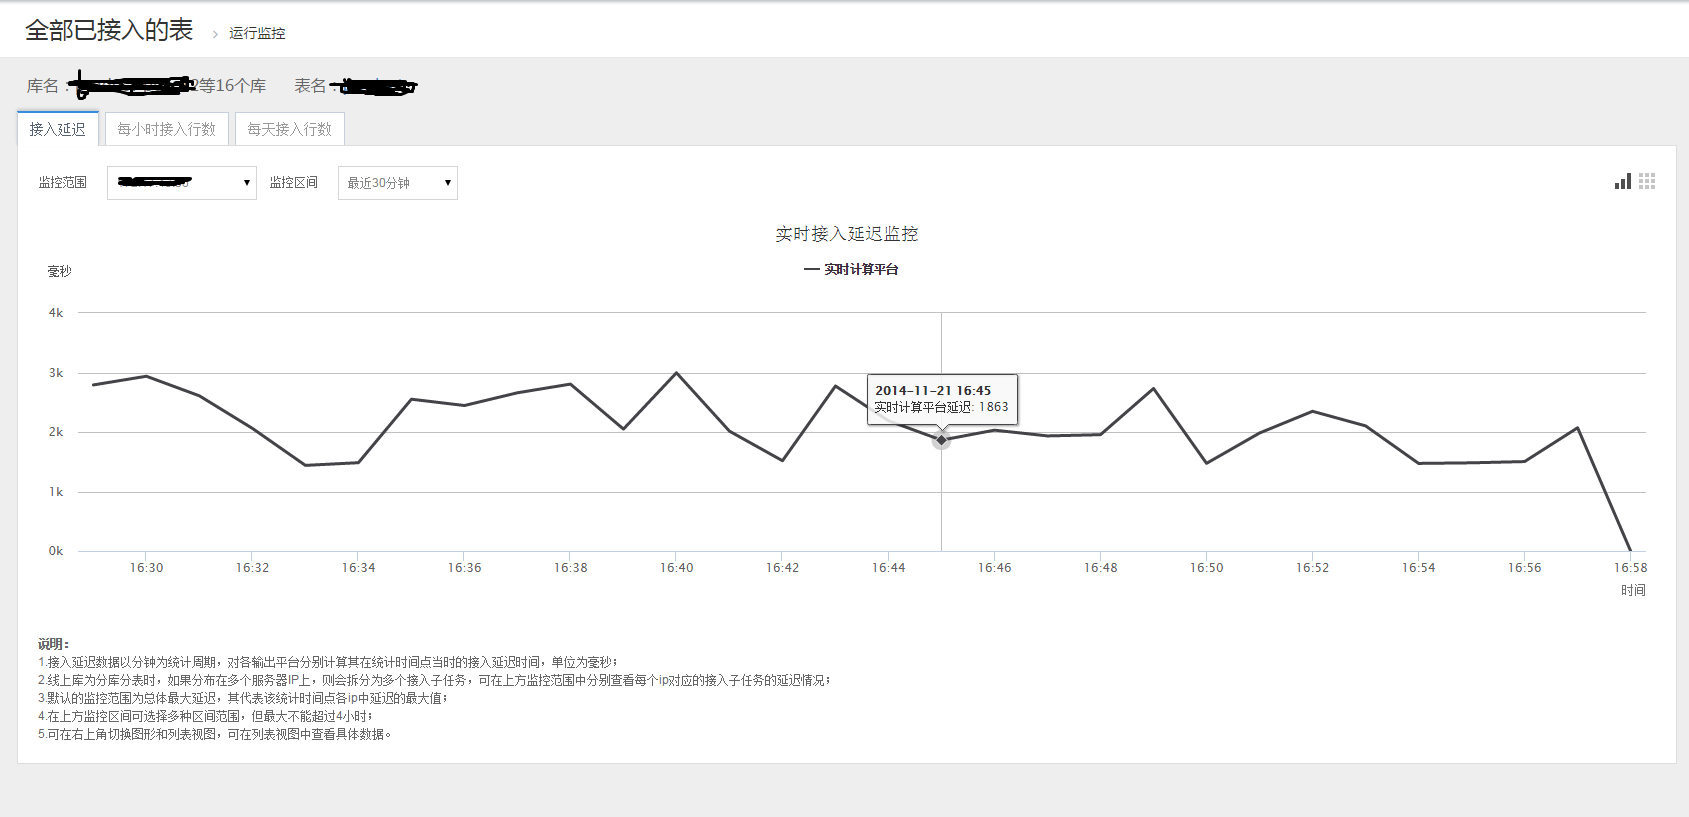 全部已接入的表 › 运行监控
库名: 2等16个库 表名:
接入延迟 每小时接入行数 每天接入行数
监控范围 监控区间 最近30分钟
实时接入延迟监控
毫秒 实时计算平台
4k
3k
2014-11-21 16:45
实时计算平台延迟: 1863
2k
1k
0k
16:30 16:32 16:34 16:36 16:38 16:40 16:42 16:44 16:46 16:48 16:50 16:52 16:54 16:56 16:58
时间
说明：
1.接入延迟数据以分钟为统计周期，对各输出平台分别计算其在统计时间点当时的接入延迟时间，单位为毫秒；
2.线上库为分库分表时，如果分布在多个服务器IP上，则会拆分为多个接入子任务，可在上方监控范围中分别查看每个ip对应的接入子任务的延迟情况；
3.默认的监控范围为总体最大延迟，其代表该统计时间点各ip中延迟的最大值；
4.在上方监控区间可选择多种区间范围，但最大不能超过4小时；
5.可在右上角切换图形和列表视图，可在列表视图中查看具体数据。